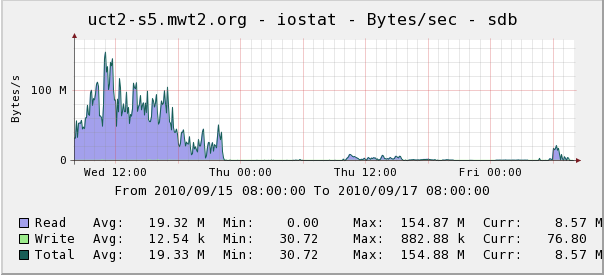 uct2-s5.mwt2.org - iostat - Bytes/sec - sdb
Bytes/s
100 M
0
Wed 12:00 Thu 00:00 Thu 12:00 Fri 00:00
From 2010/09/15 08:00:00 To 2010/09/17 08:00:00
Read Avg: 19.32 M Min: 0.00 Max: 154.87 M Curr: 8.57 M
Write Avg: 12.54 k Min: 30.72 Max: 882.88 k Curr: 76.80
Total Avg: 19.33 M Min: 30.72 Max: 154.88 M Curr: 8.57 M